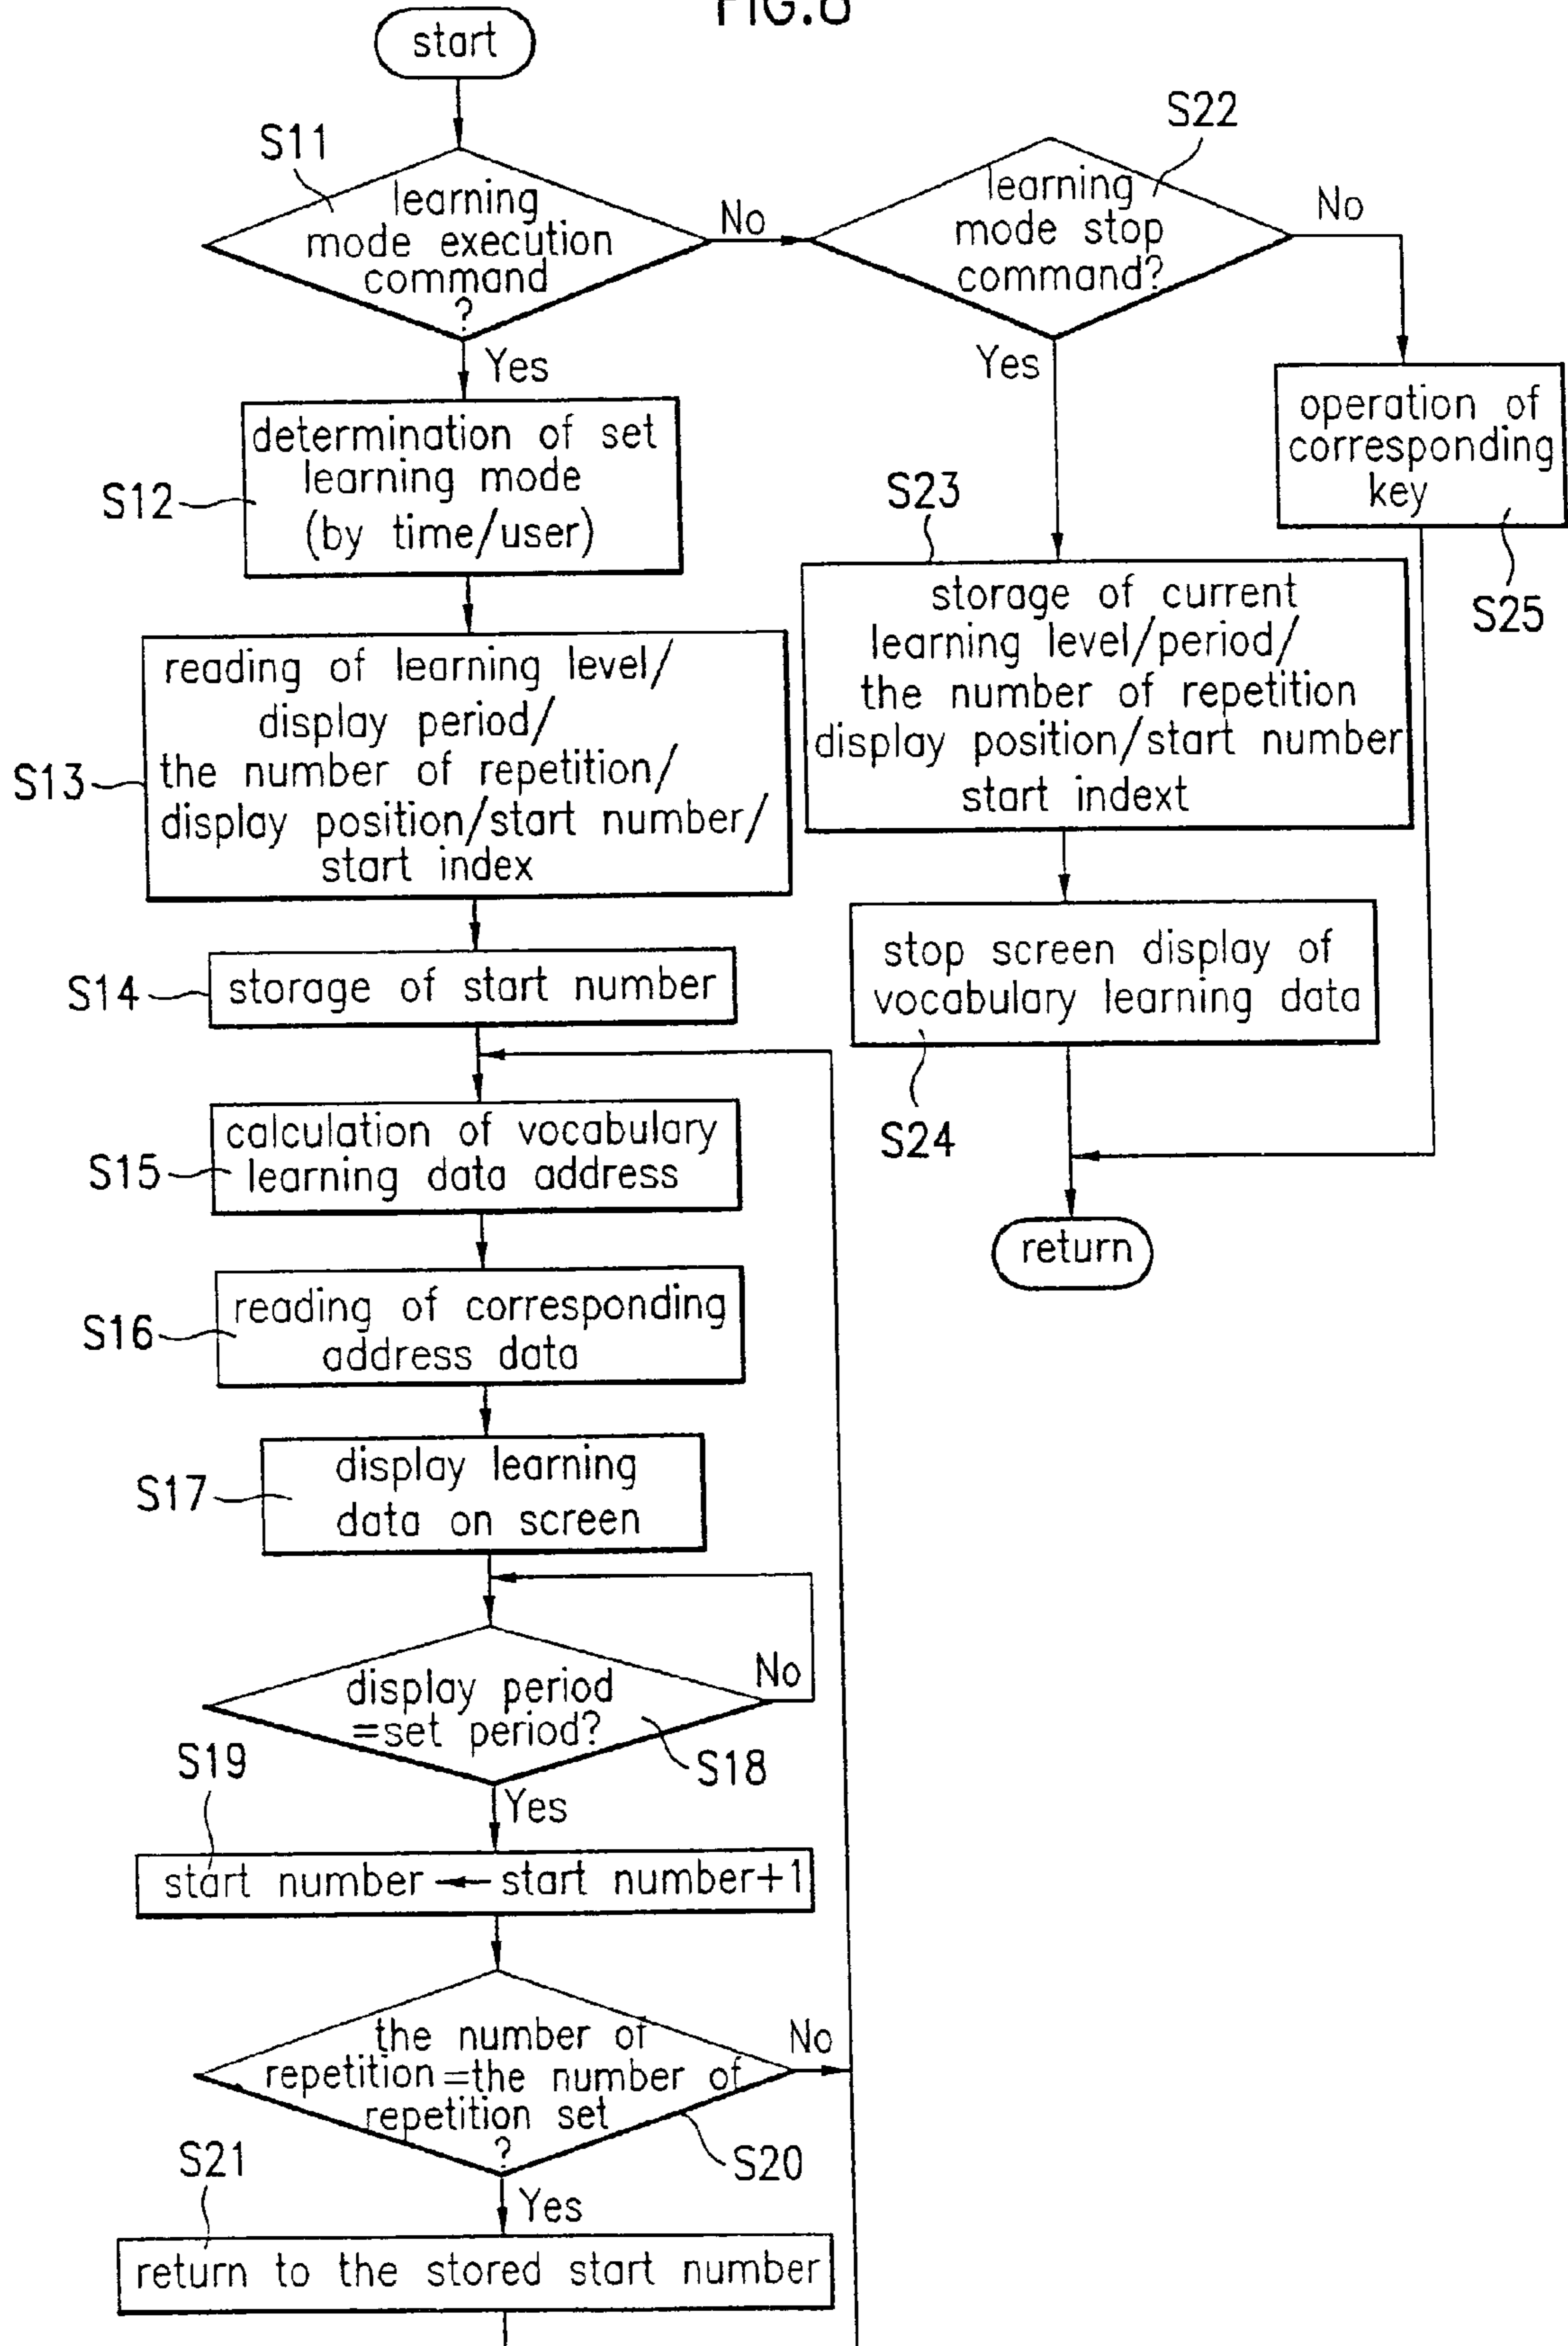 FIG.8
start
S11
learning
mode execution
command
?
No
Yes
S22
learning
mode stop
command?
No
Yes
S12
determination of set
learning mode
(by time/user)
operation of
corresponding
key
S25
S13
reading of learning level/
display period/
the number of repetition/
display position/start number/
start index
S23
storage of current
learning level/period/
the number of repetition
display position/start number
start indext
S14
storage of start number
stop screen display of
vocabulary learning data
S24
S15
calculation of vocabulary
learning data address
return
S16
reading of corresponding
address data
S17
display learning
data on screen
display period
=set period?
No
S18
Yes
S19
start number ← start number+1
the number of
repetition=the number of
repetition set
?
No
S20
Yes
S21
return to the stored start number